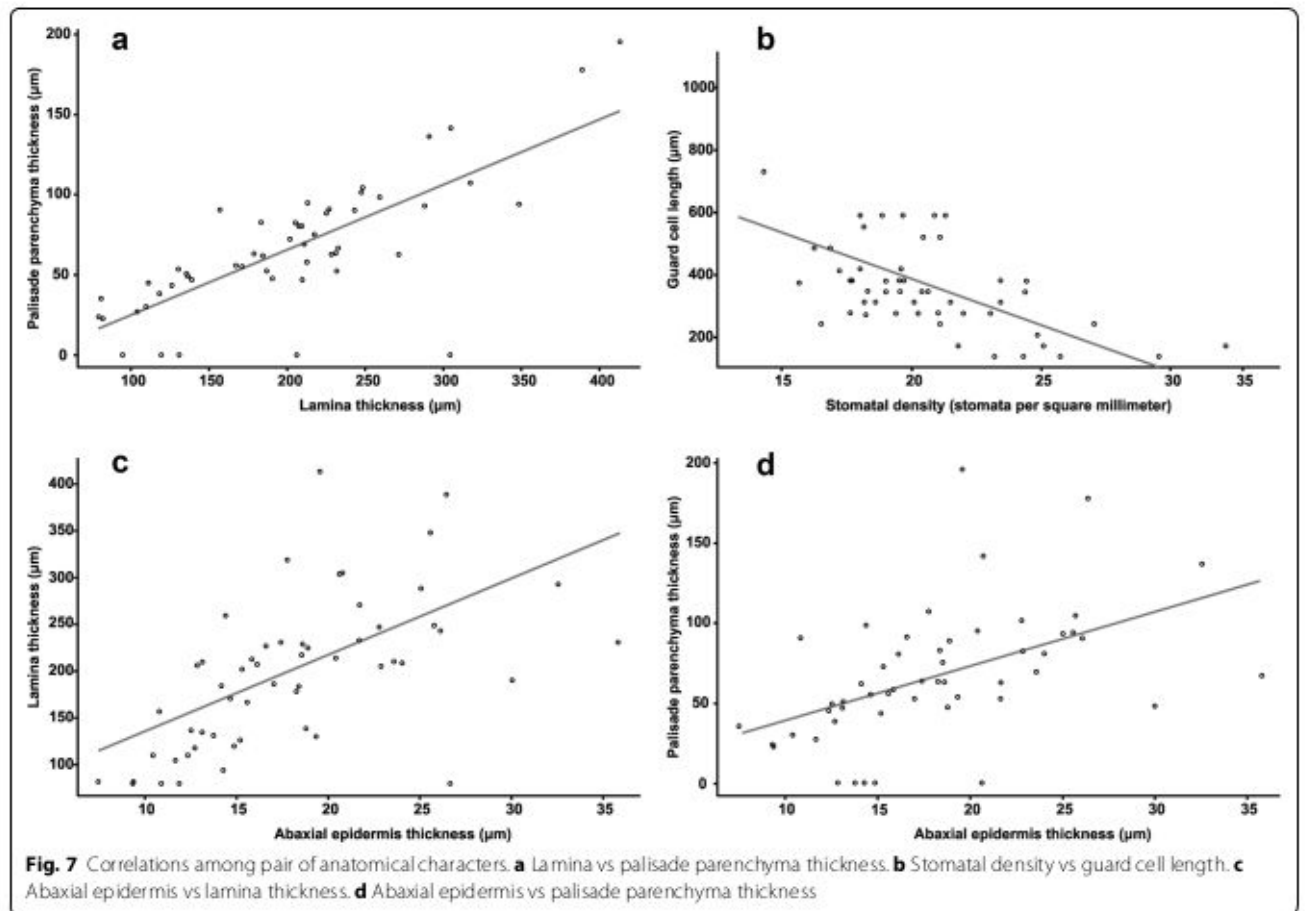 a
200
150
100
50
0
Palisade parenchyma thickness (μm)
100 150 200 250 300 350 400
Lamina thickness (μm)
b
1000
800
600
400
200
Guard cell length (μm)
15 20 25 30 35
Stomatal density (stomata per square millimeter)
c
400
350
300
250
200
150
100
Lamina thickness (μm)
10 15 20 25 30 35
Abaxial epidermis thickness (μm)
d
200
150
100
50
0
Palisade parenchyma thickness (μm)
10 15 20 25 30 35
Abaxial epidermis thickness (μm)
Fig. 7 Correlations among pair of anatomical characters. a Lamina vs palisade parenchyma thickness. b Stomatal density vs guard cell length. c
Abaxial epidermis vs lamina thickness. d Abaxial epidermis vs palisade parenchyma thickness